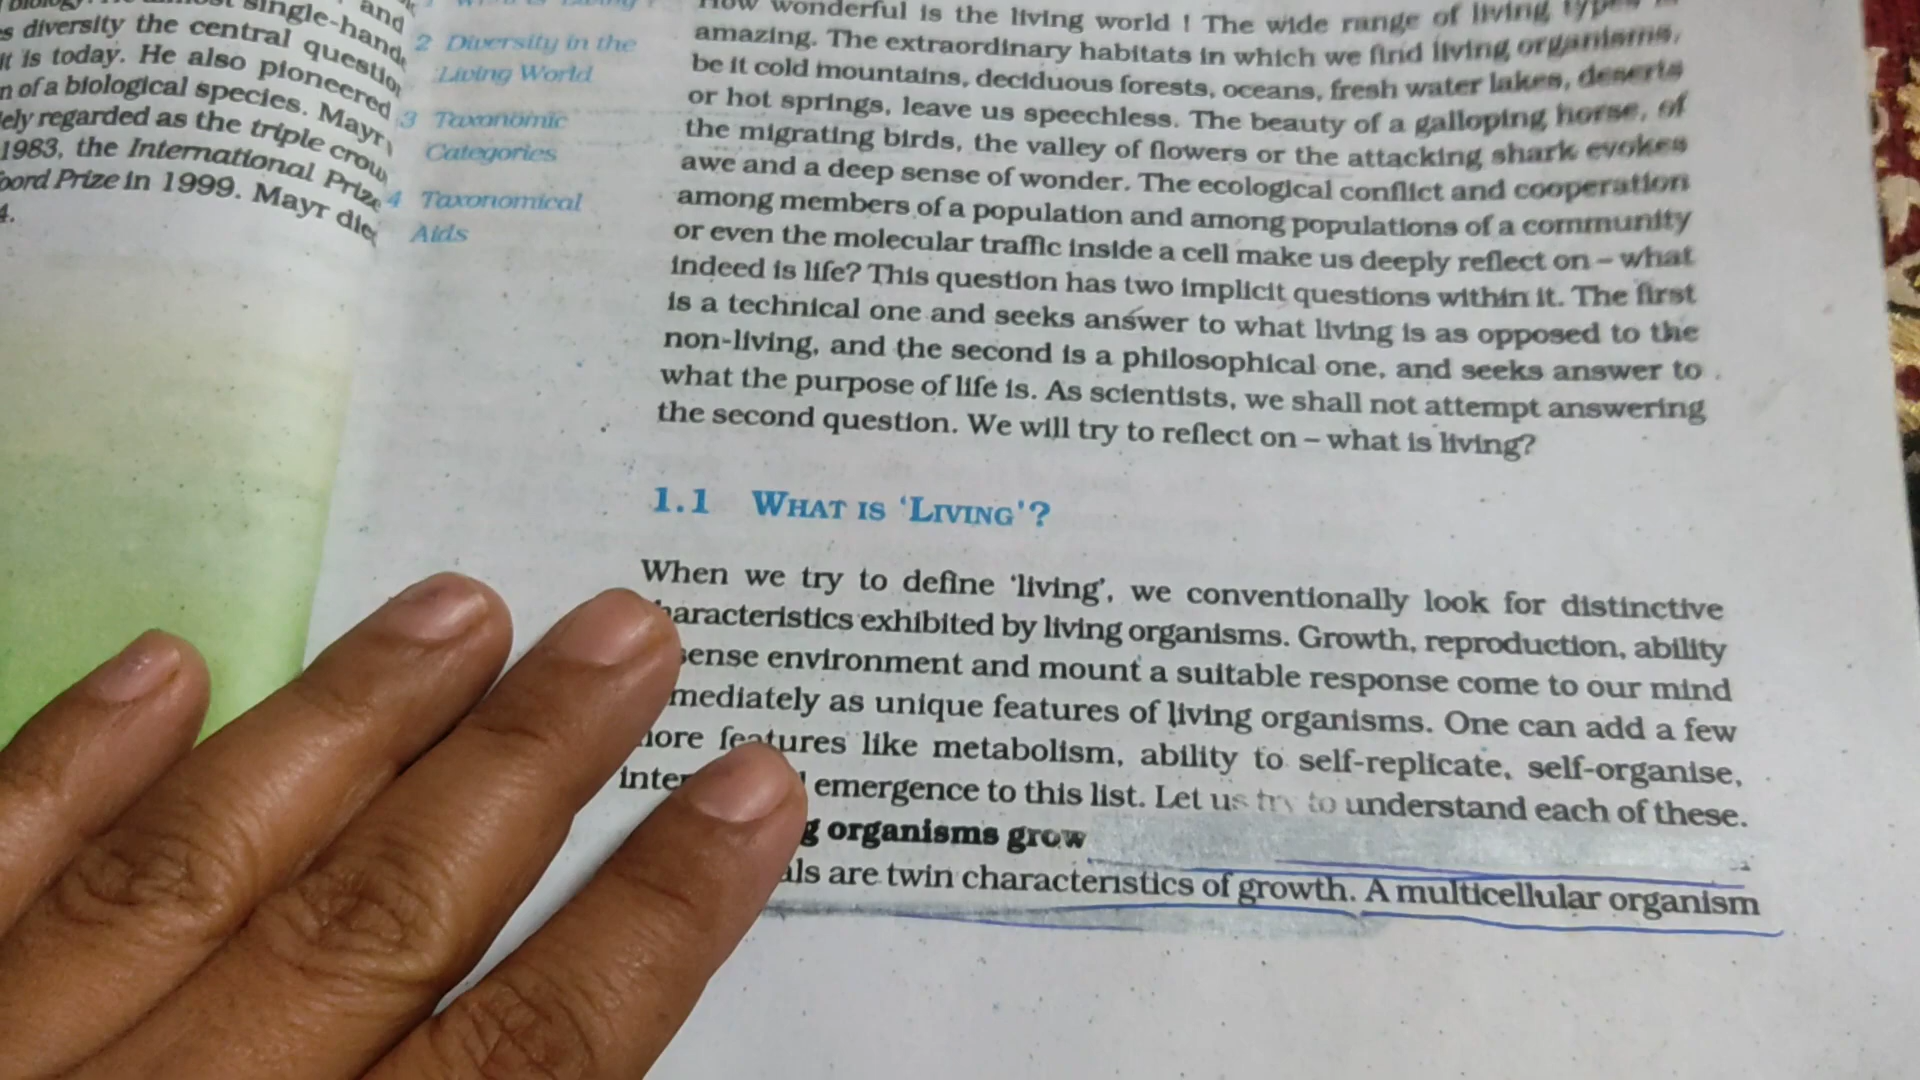 single-hand
and
s diversity the central questio
it is today. He also pioneered
n of a biological species. Mayr
ely regarded as the triple crow
1983, the International Prize
oord Prize in 1999. Mayr die
4.
2 Diversity in the
Living World
3 Taxonomic
Categories
4 Taxonomical
Aids
How wonderful is the living world ! The wide range of living types
amazing. The extraordinary habitats in which we find living organisms,
be it cold mountains, deciduous forests, oceans, fresh water lakes, deserts
or hot springs, leave us speechless. The beauty of a galloping horse, of
the migrating birds, the valley of flowers or the attacking shark evokes
awe and a deep sense of wonder. The ecological conflict and cooperation
among members of a population and among populations of a community
or even the molecular traffic inside a cell make us deeply reflect on – what
indeed is life? This question has two implicit questions within it. The first
is a technical one and seeks answer to what living is as opposed to the
non-living, and the second is a philosophical one, and seeks answer to
what the purpose of life is. As scientists, we shall not attempt answering
the second question. We will try to reflect on – what is living?
1.1 WHAT IS 'LIVING'?
When we try to define 'living', we conventionally look for distinctive
haracteristics exhibited by living organisms. Growth, reproduction, ability
sense environment and mount a suitable response come to our mind
mediately as unique features of living organisms. One can add a few
ore features like metabolism, ability to self-replicate, self-organise,
inter emergence to this list. Let us try to understand each of these.
g organisms grow
als are twin characteristics of growth. A multicellular organism